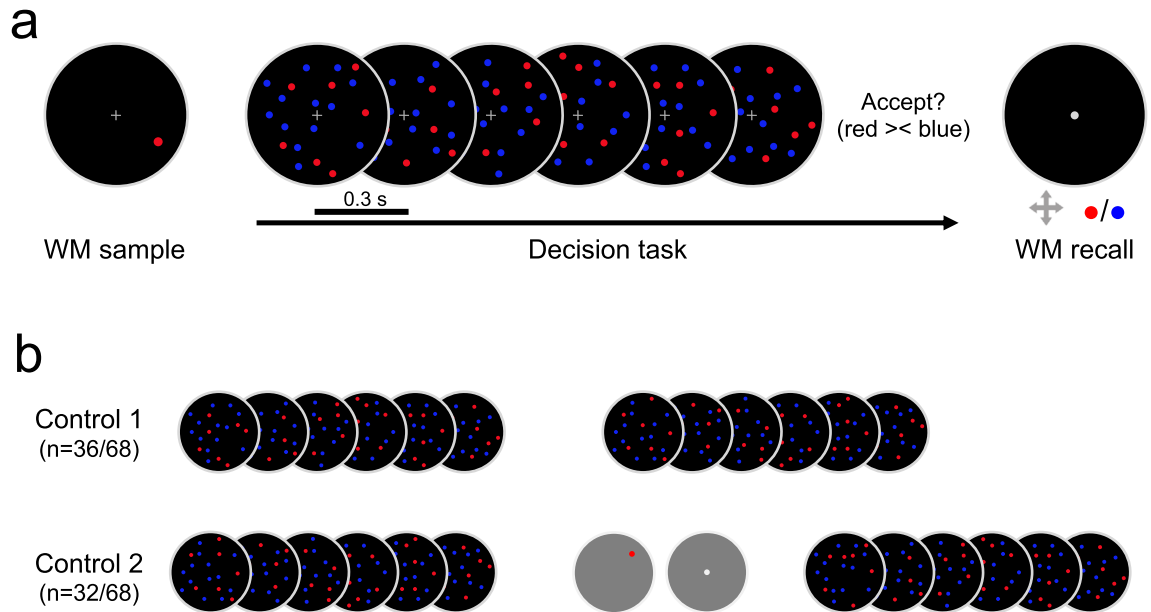 a
Accept?
(red >< blue)
0.3 s
/
WM sample
Decision task
WM recall
b
Control 1
(n=36/68)
Control 2
(n=32/68)